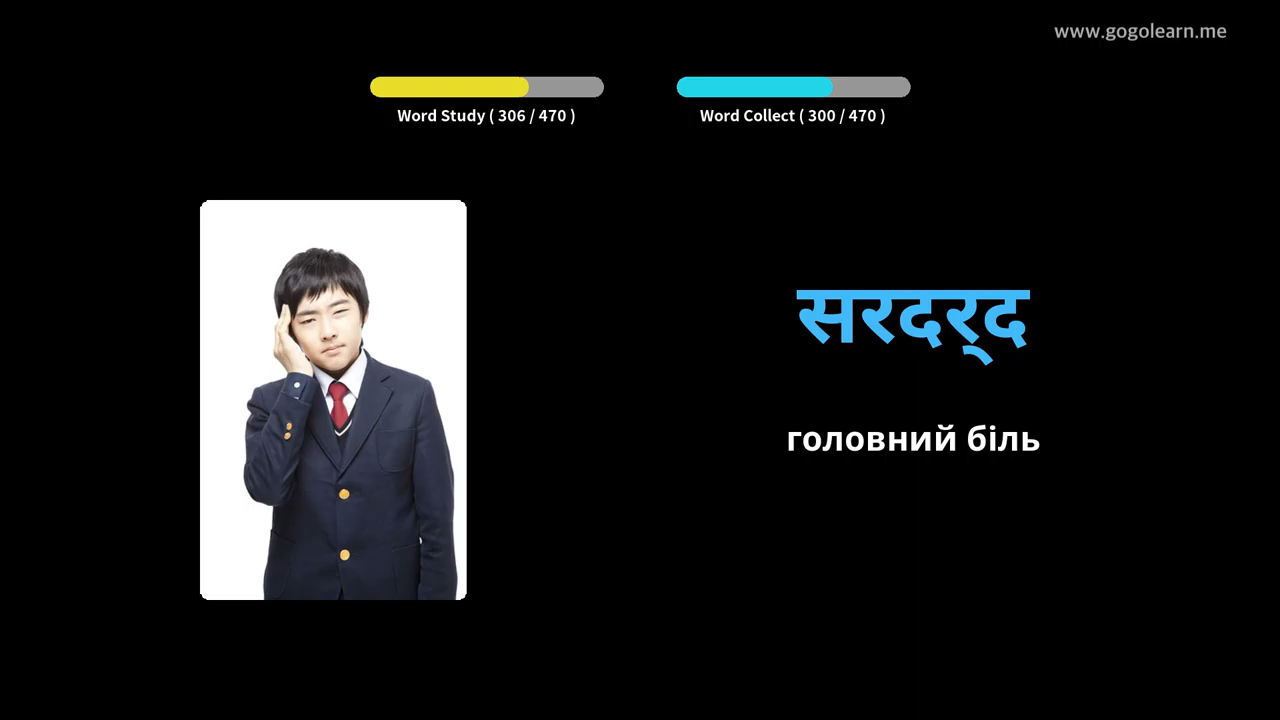 www.gogolearn.me
Word Study ( 306 / 470 )
Word Collect ( 300 / 470 )
सरदर्‌द
головний біль